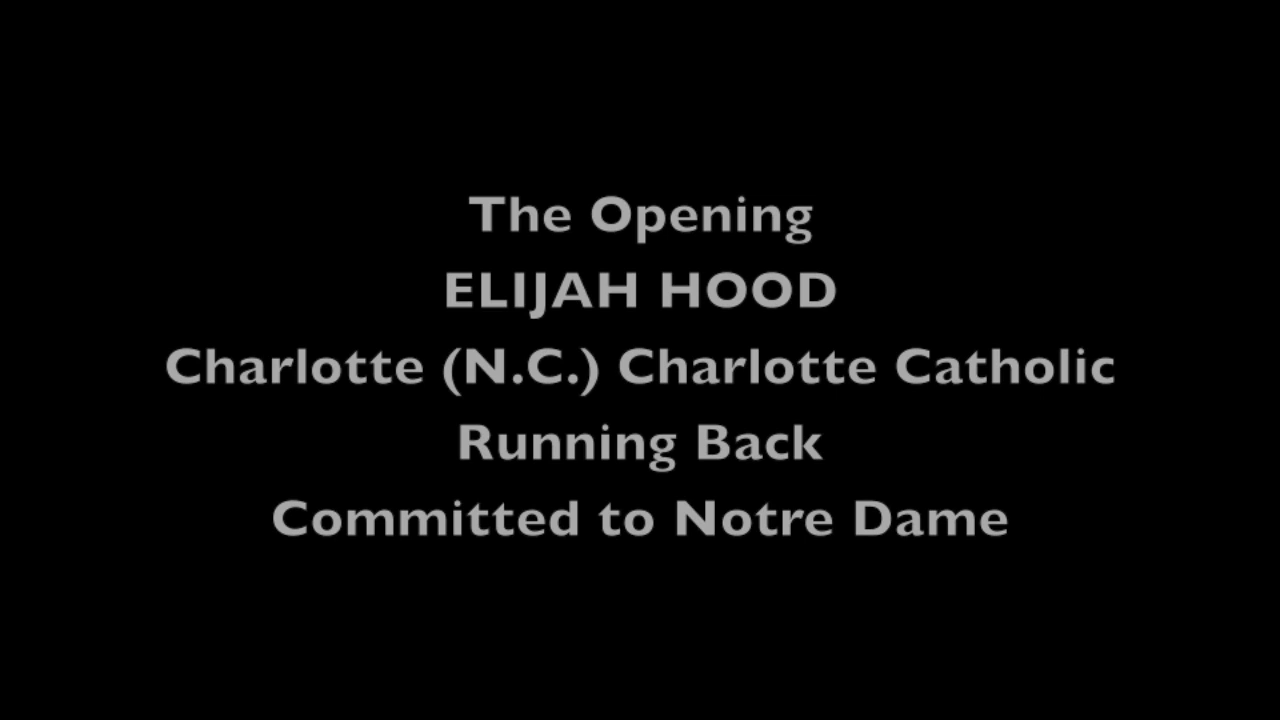 The Opening
ELIJAH HOOD
Charlotte (N.C.) Charlotte Catholic
Running Back
Committed to Notre Dame